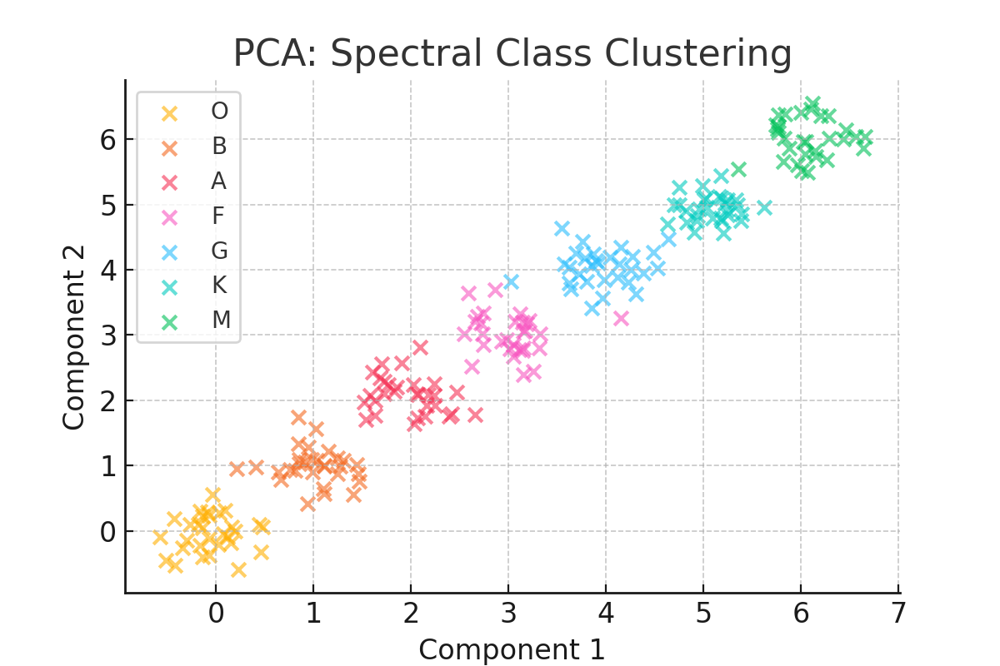 PCA: Spectral Class Clustering
O
B
A
F
G
K
M
Component 2
6
5
4
3
2
1
0
0 1 2 3 4 5 6 7
Component 1